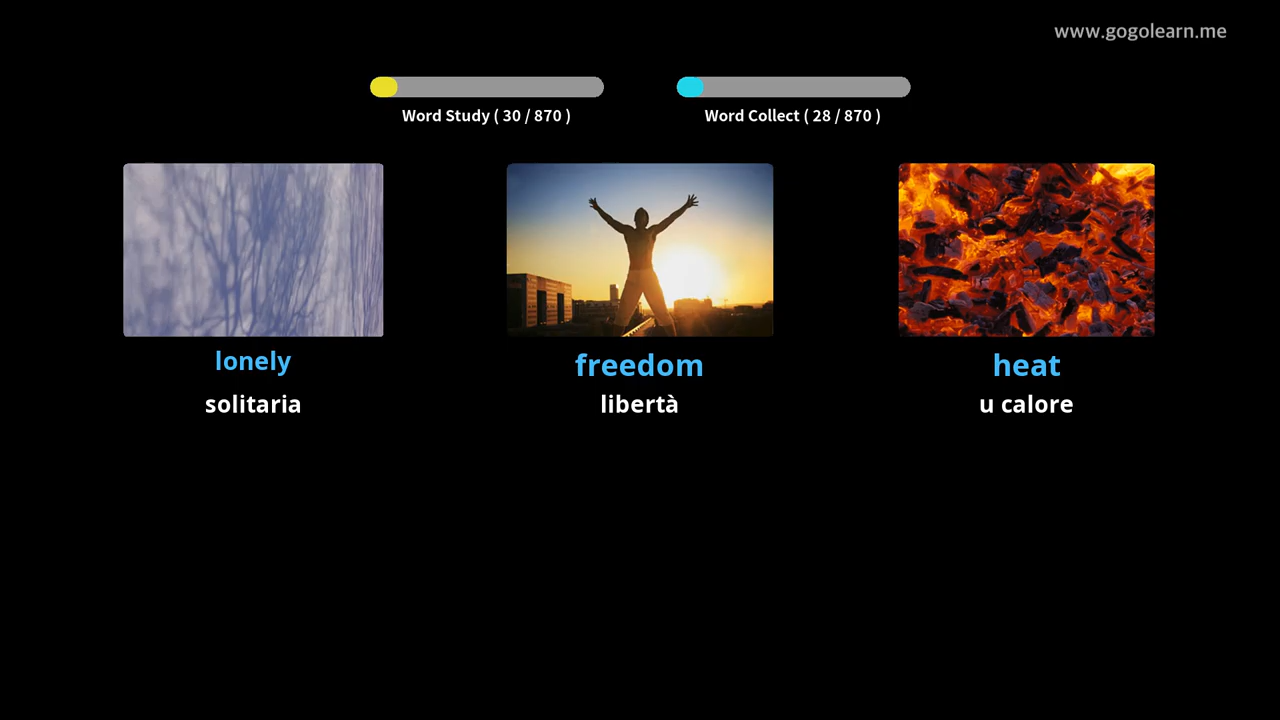 www.gogolearn.me
Word Study ( 30 / 870 )
Word Collect ( 28 / 870 )
lonely
freedom
heat
solitaria
libertà
u calore